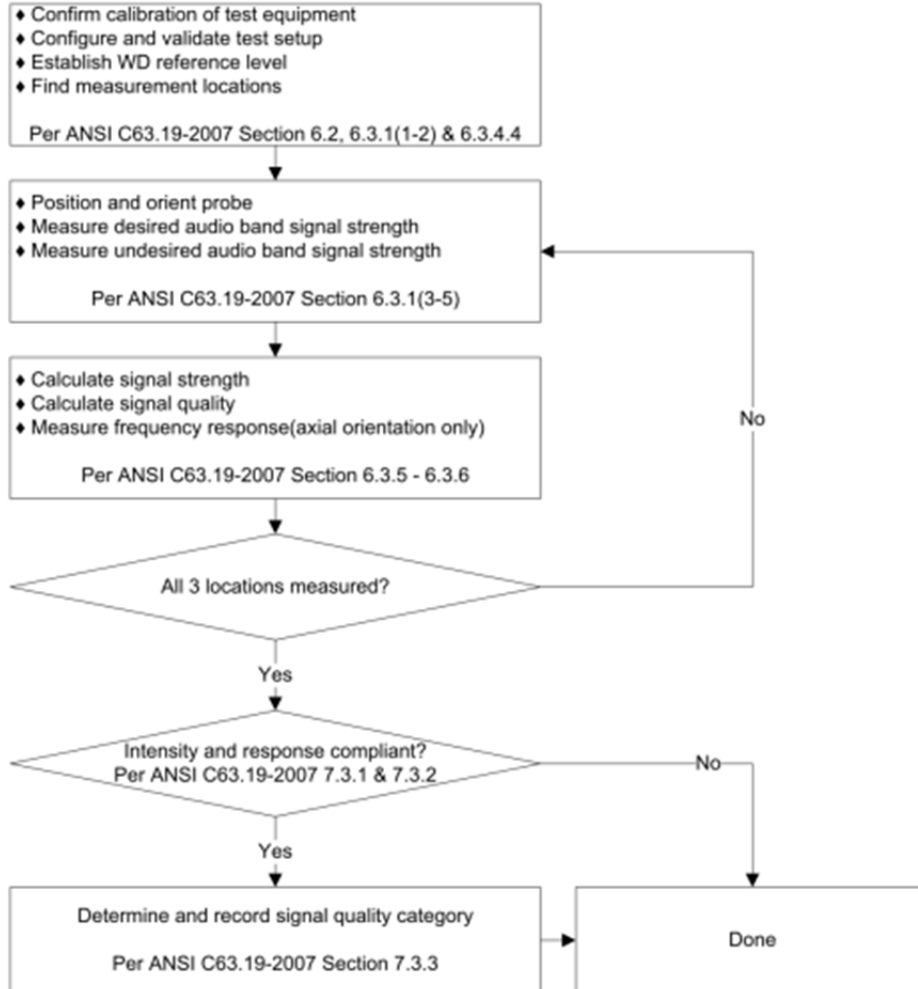 ♦ Confirm calibration of test equipment
♦ Configure and validate test setup
♦ Establish WD reference level
♦ Find measurement locations
Per ANSI C63.19-2007 Section 6.2, 6.3.1(1-2) & 6.3.4.4
♦ Position and orient probe
♦ Measure desired audio band signal strength
♦ Measure undesired audio band signal strength
Per ANSI C63.19-2007 Section 6.3.1(3-5)
♦ Calculate signal strength
♦ Calculate signal quality
♦ Measure frequency response(axial orientation only)
Per ANSI C63.19-2007 Section 6.3.5 - 6.3.6
No
All 3 locations measured?
Yes
Intensity and response compliant?
Per ANSI C63.19-2007 7.3.1 & 7.3.2
No
Yes
Determine and record signal quality category
Per ANSI C63.19-2007 Section 7.3.3
Done